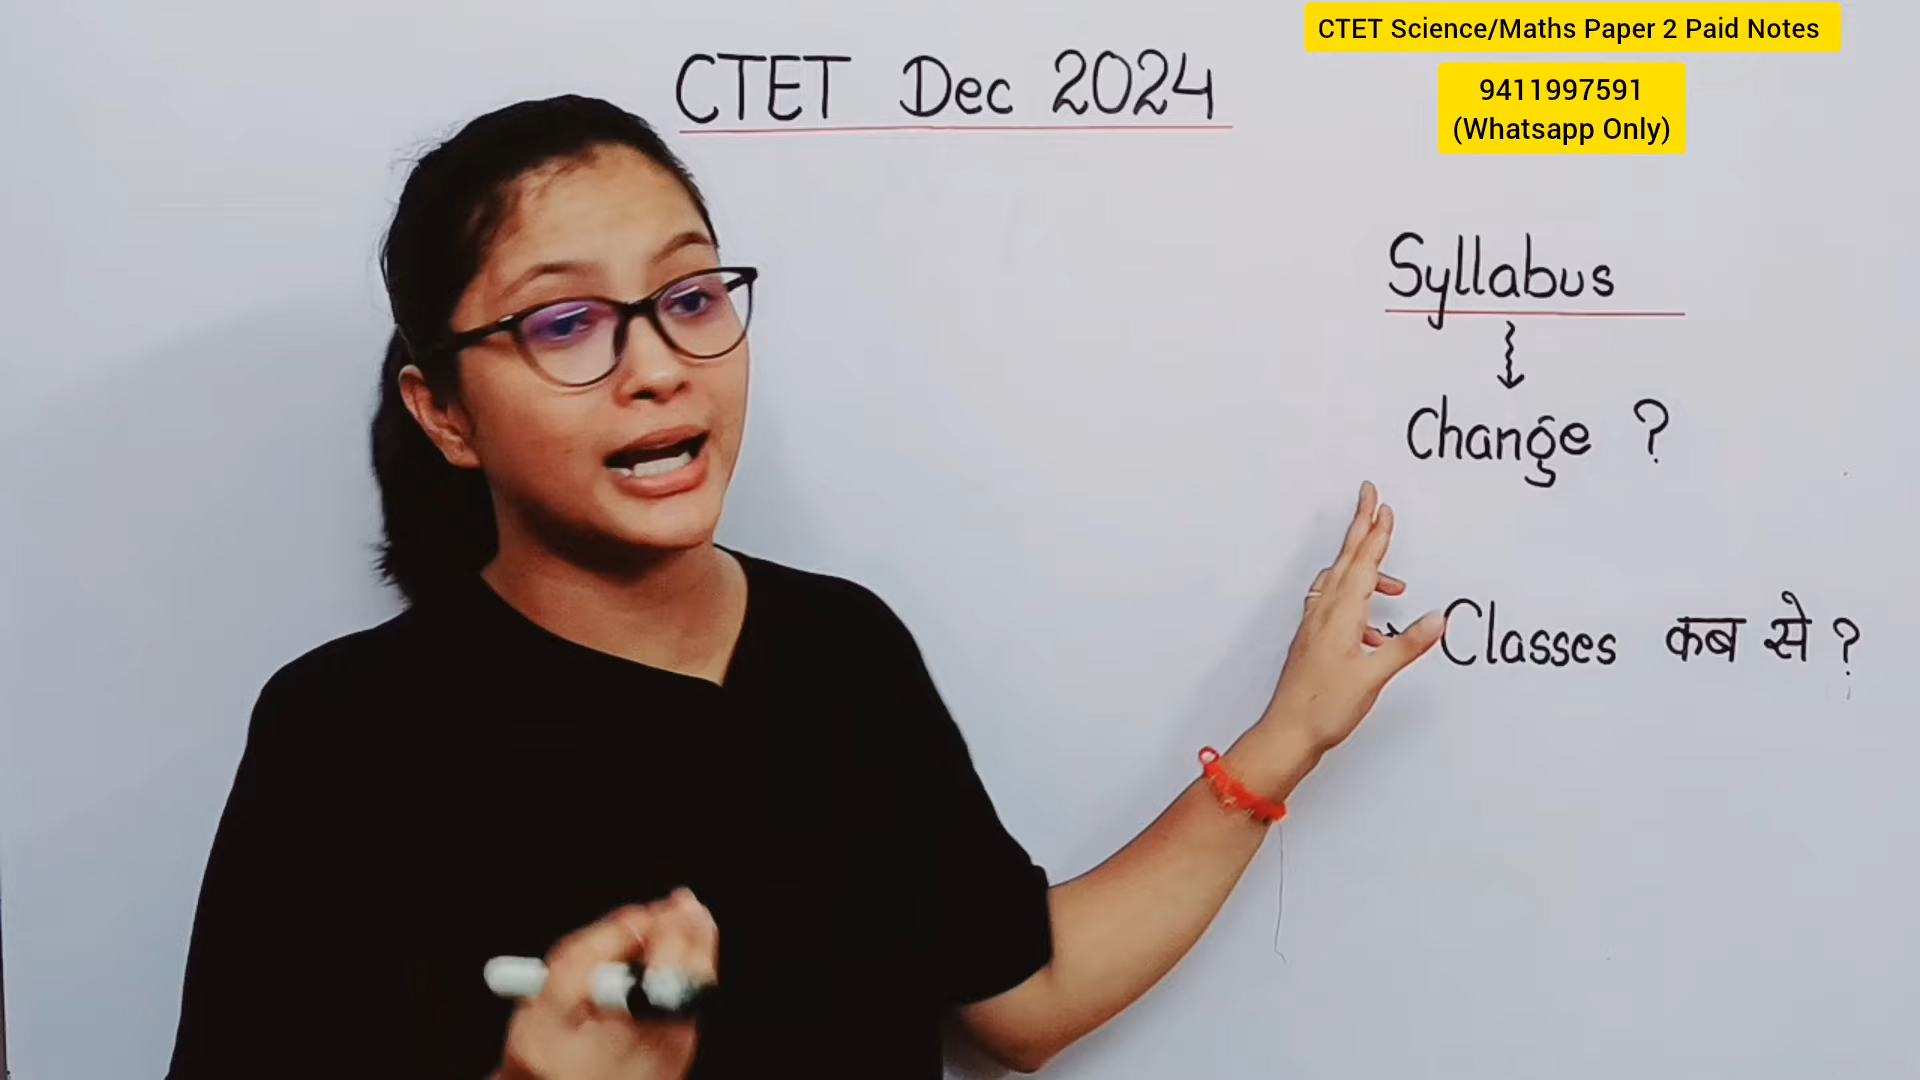 CTET Science/Maths Paper 2 Paid Notes
9411997591
(Whatsapp Only)
CTET Dec 2024
Syllabus
Change ?
Classes कब से ?